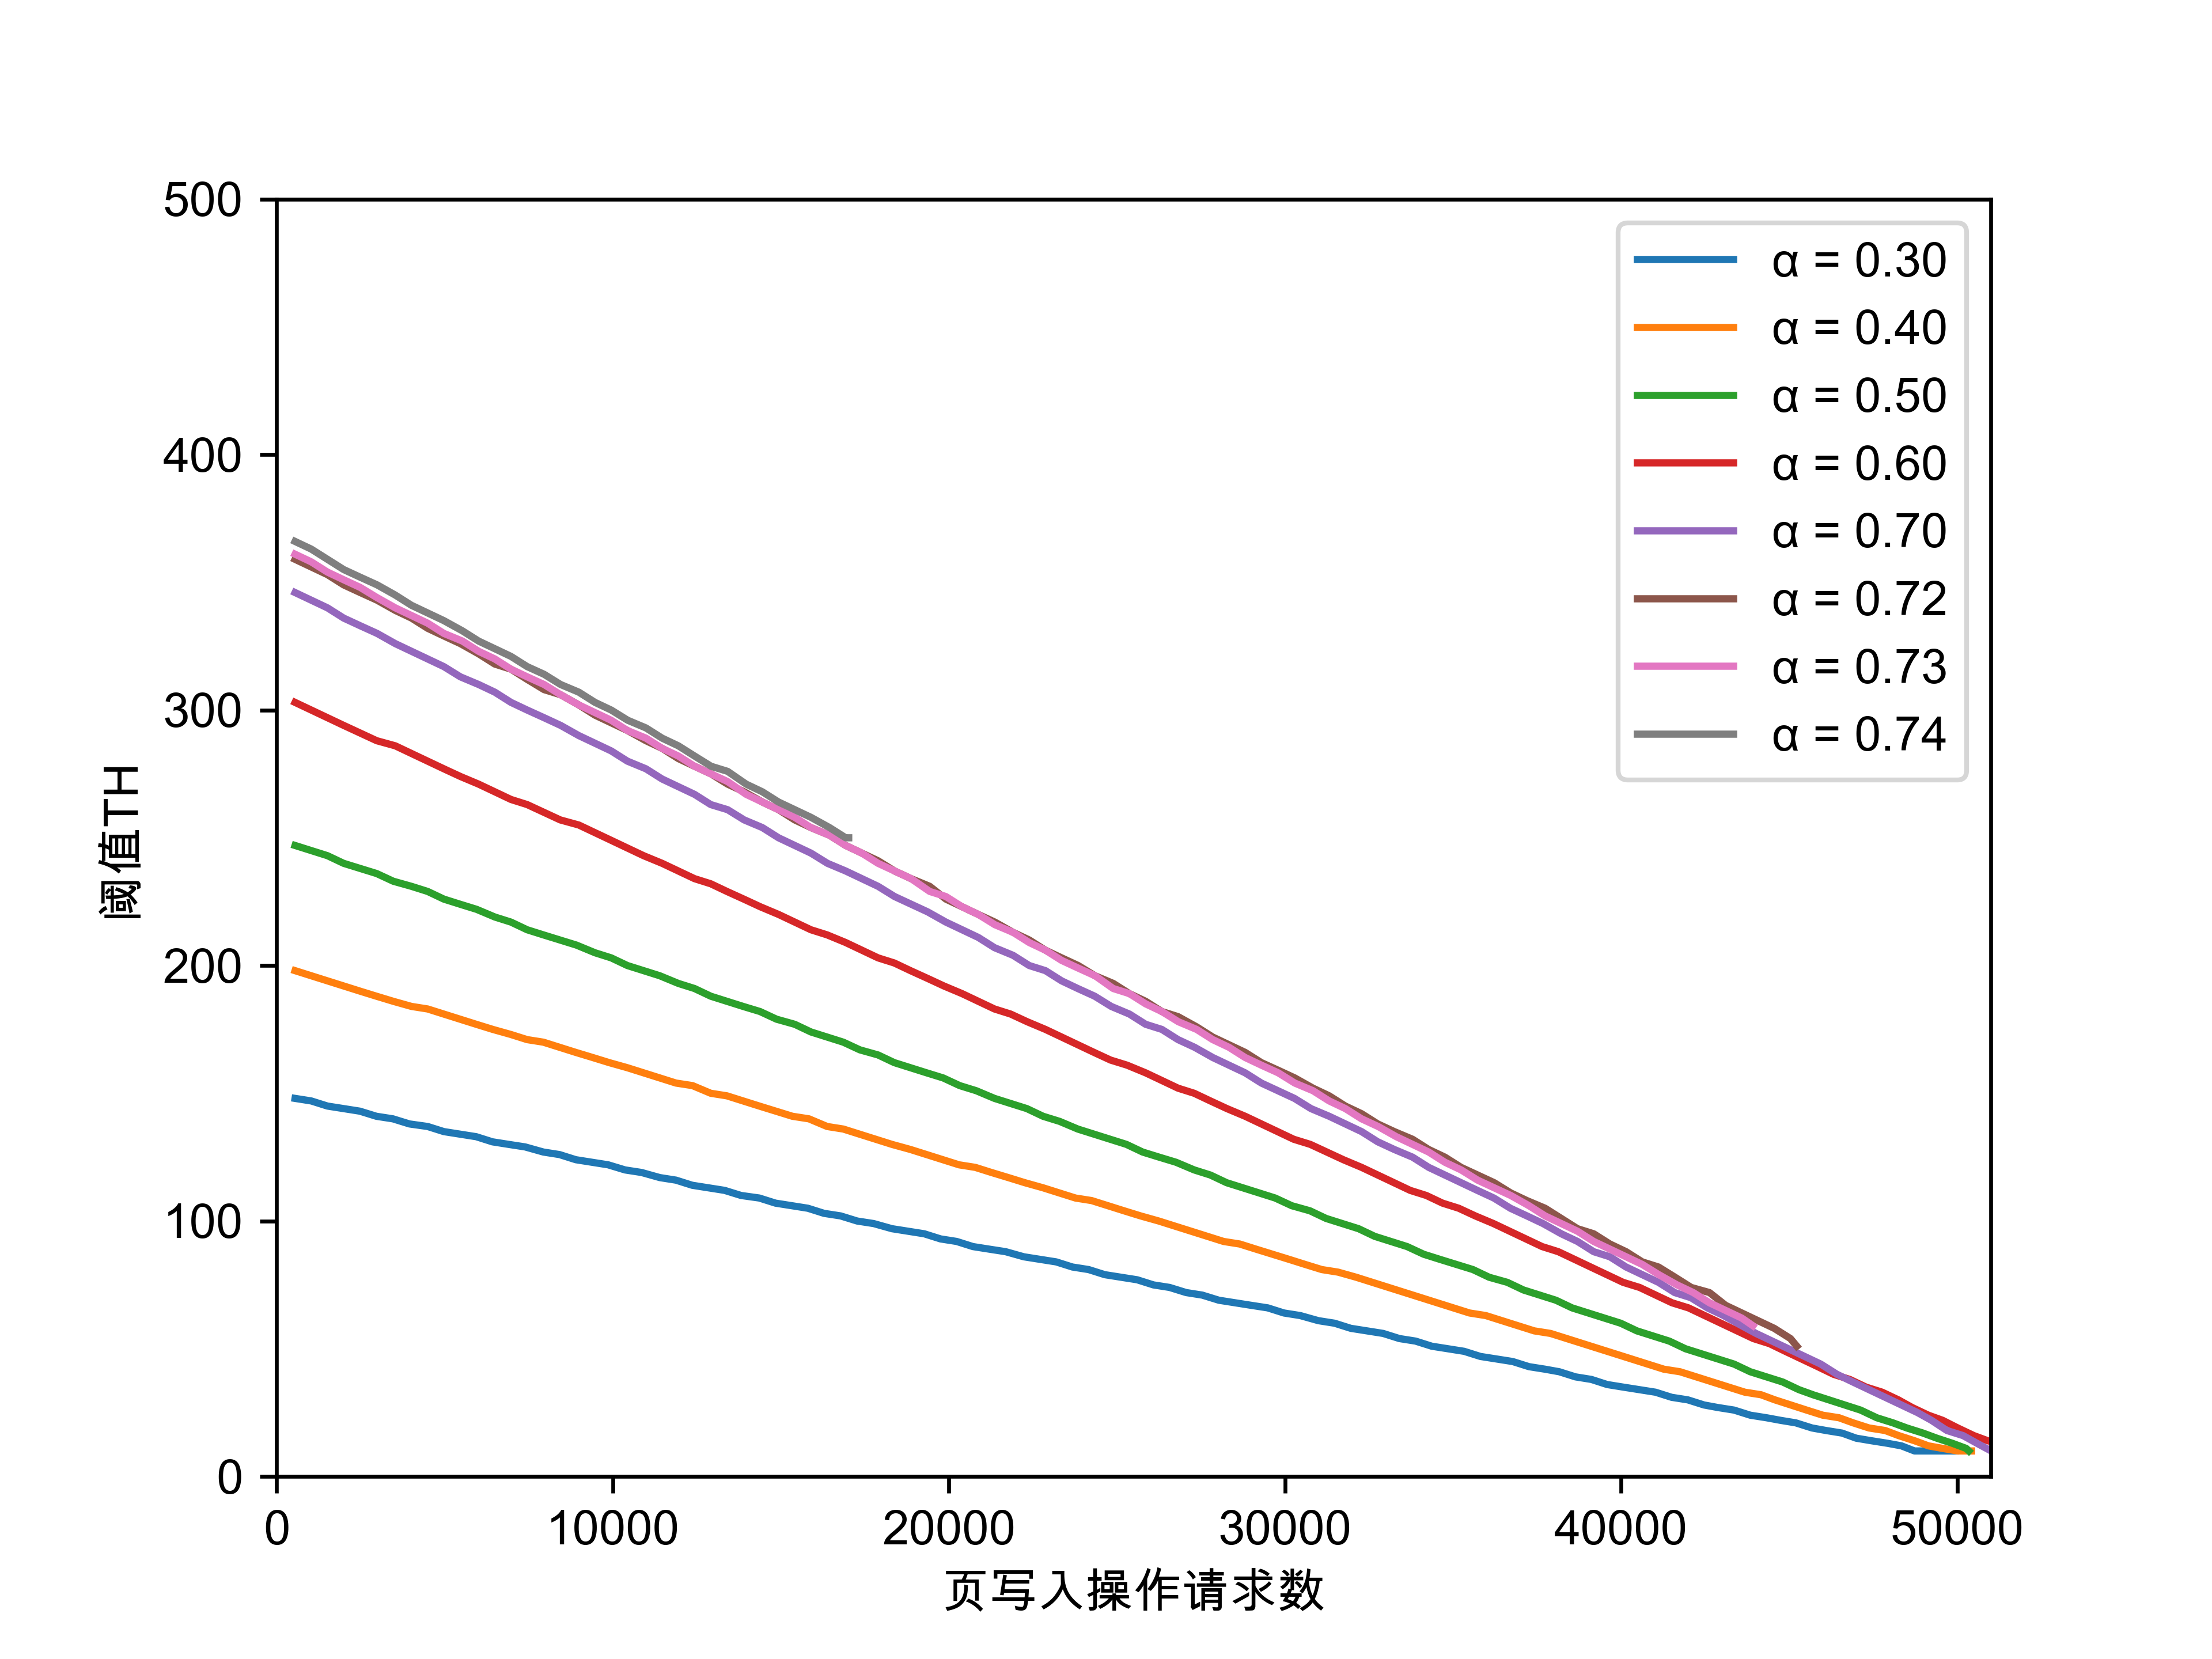 500
400
300
200
100
0
阈值TH
α = 0.30
α = 0.40
α = 0.50
α = 0.60
α = 0.70
α = 0.72
α = 0.73
α = 0.74
0 10000 20000 30000 40000 50000
页写入操作请求数